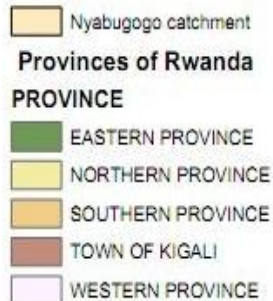 Nyabugogo catchment
Provinces of Rwanda
PROVINCE
EASTERN PROVINCE
NORTHERN PROVINCE
SOUTHERN PROVINCE
TOWN OF KIGALI
WESTERN PROVINCE